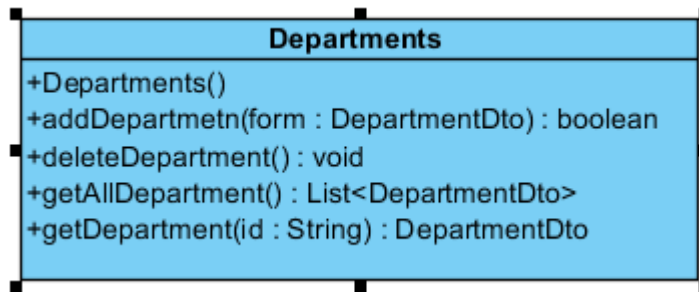 Departments
+Departments()
+addDepartmetn(form : DepartmentDto) : boolean
+deleteDepartment() : void
+getAllDepartment() : List<DepartmentDto>
+getDepartment(id : String) : DepartmentDto